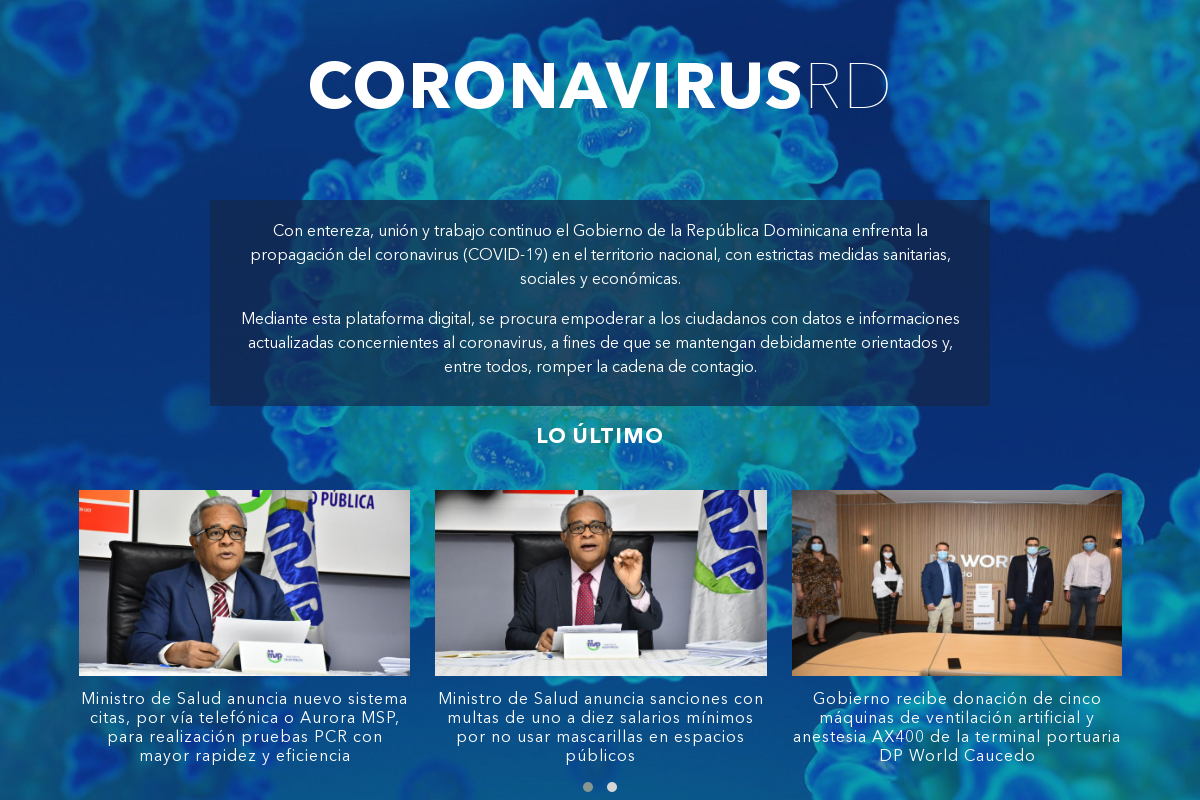 CORONAVIRUSRD
Con entereza, unión y trabajo continuo el Gobierno de la República Dominicana enfrenta la
propagación del coronavirus (COVID-19) en el territorio nacional, con estrictas medidas sanitarias,
sociales y económicas.
Mediante esta plataforma digital, se procura empoderar a los ciudadanos con datos e informaciones
actualizadas concernientes al coronavirus, a fines de que se mantengan debidamente orientados y,
entre todos, romper la cadena de contagio.
LO ÚLTIMO
PÚBLICA
Ministro de Salud anuncia nuevo sistema
citas, por vía telefónica o Aurora MSP,
para realización pruebas PCR con
mayor rapidez y eficiencia
Ministro de Salud anuncia sanciones con
multas de uno a diez salarios mínimos
por no usar mascarillas en espacios
públicos
Gobierno recibe donación de cinco
máquinas de ventilación artificial y
anestesia AX400 de la terminal portuaria
DP World Caucedo